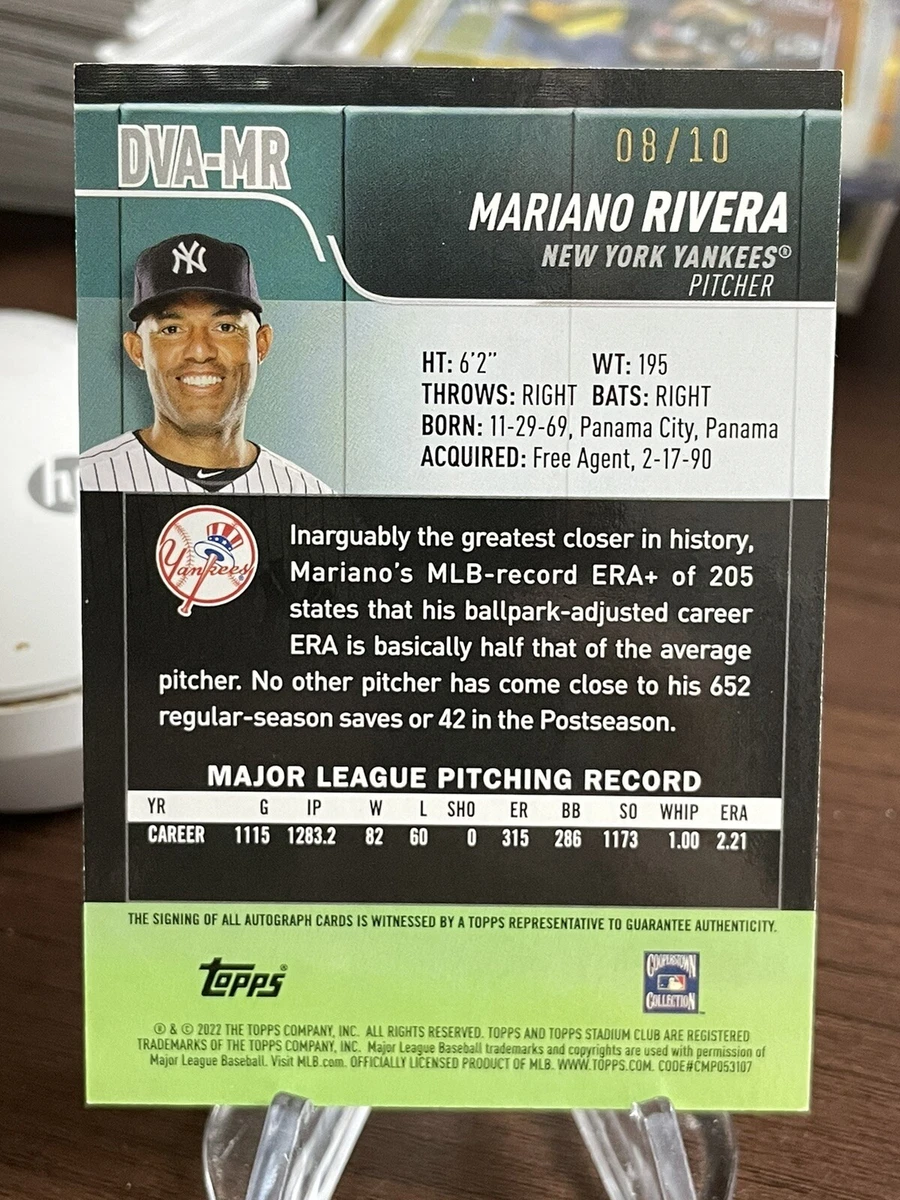 DVA-MR
08/10
MARIANO RIVERA
NEW YORK YANKEES®
PITCHER
NY
HT: 6'2" WT: 195
THROWS: RIGHT BATS: RIGHT
BORN: 11-29-69, Panama City, Panama
ACQUIRED: Free Agent, 2-17-90
Yankees
Inarguably the greatest closer in history,
Mariano's MLB-record ERA+ of 205
states that his ballpark-adjusted career
ERA is basically half that of the average
pitcher. No other pitcher has come close to his 652
regular-season saves or 42 in the Postseason.
MAJOR LEAGUE PITCHING RECORD
YR G IP W L SHO ER BB SO WHIP ERA
CAREER 1115 1283.2 82 60 0 315 286 1173 1.00 2.21
THE SIGNING OF ALL AUTOGRAPH CARDS IS WITNESSED BY A TOPPS REPRESENTATIVE TO GUARANTEE AUTHENTICITY.
topps®
COOPERSTOWN
COLLECTION™
® & © 2022 THE TOPPS COMPANY, INC. ALL RIGHTS RESERVED. TOPPS AND TOPPS STADIUM CLUB ARE REGISTERED
TRADEMARKS OF THE TOPPS COMPANY, INC. Major League Baseball trademarks and copyrights are used with permission of
Major League Baseball. Visit MLB.com. OFFICIALLY LICENSED PRODUCT OF MLB. WWW.TOPPS.COM. CODE#CMP053107